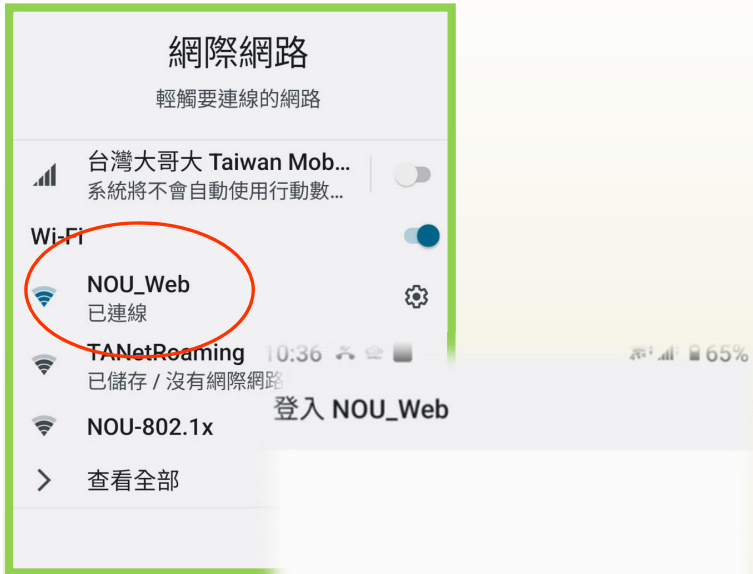 網際網路
輕觸要連線的網路
台灣大哥大 Taiwan Mob...
系統將不會自動使用行動數...
Wi-Fi
NOU_Web
已連線
TANetRoaming
已儲存 / 沒有網際網路
NOU-802.1x
查看全部
10:36 65%
登入 NOU_Web